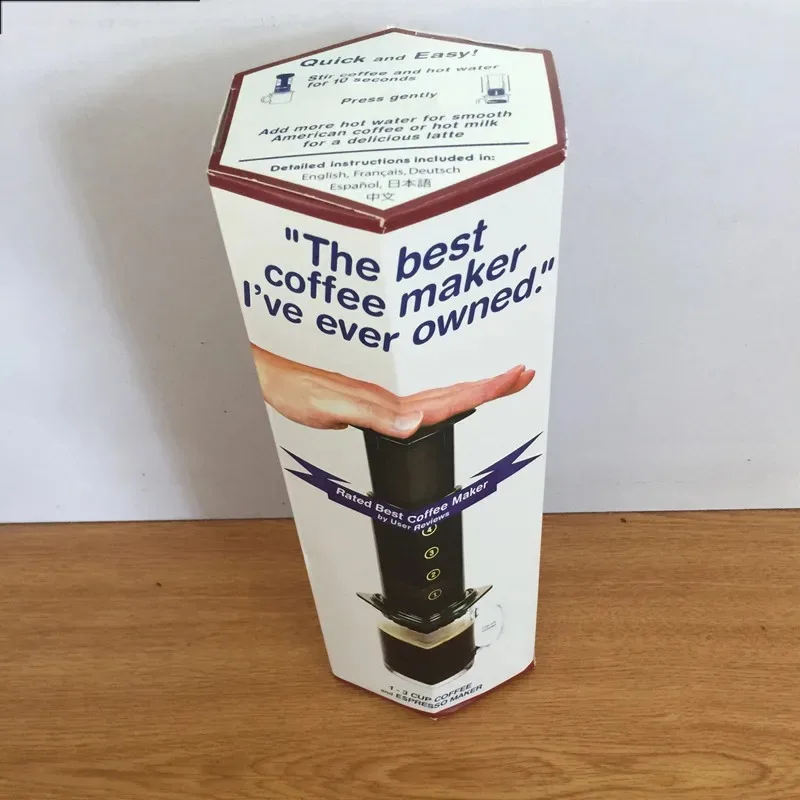 Quick and Easy!
Stir coffee and hot water
for 10 seconds
Press gently
Add more hot water for smooth
American coffee or hot milk
for a delicious latte
Detailed instructions included in:
English, Français, Deutsch
Español, 日本語
中文
"The best
coffee maker
I've ever owned."
Rated Best Coffee Maker
by User Reviews
4
3
2
1
1 - 3 CUP COFFEE
and ESPRESSO MAKER